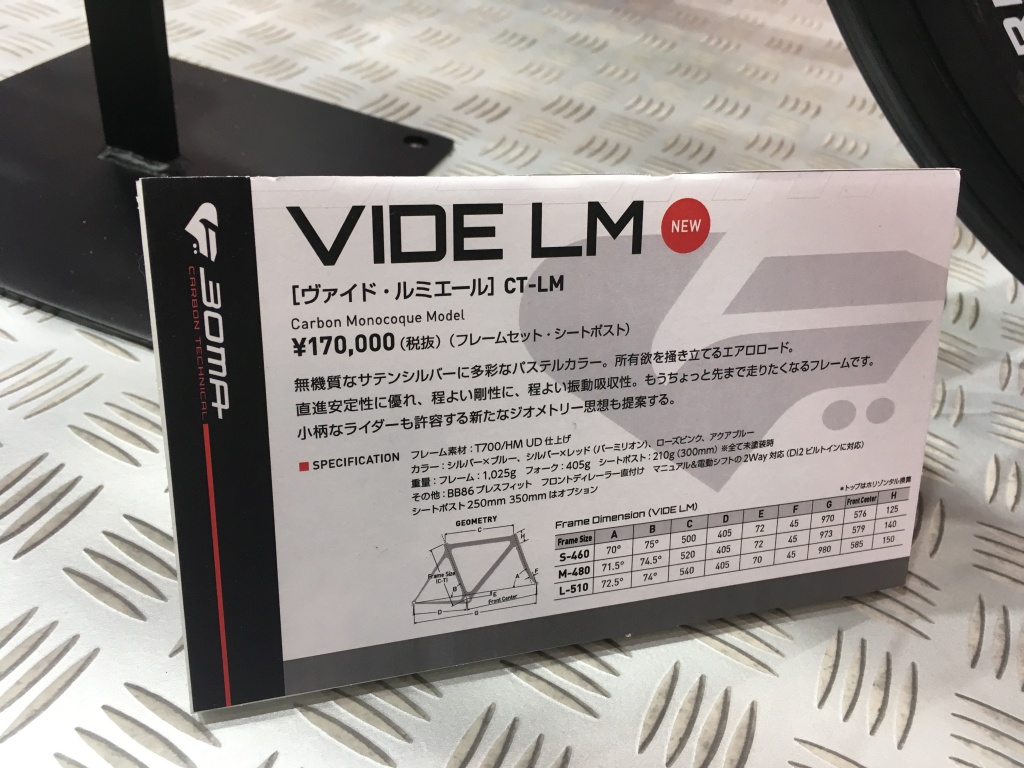 BOMA
CARBON TECHNICAL
VIDE LM NEW
[ヴァイド・ルミエール] CT-LM
Carbon Monocoque Model
¥170,000 (税抜)(フレームセット・シートポスト)
無機質なサテンシルバーに多彩なパステルカラー。所有欲を掻き立てるエアロロード。
直進安定性に優れ、程よい剛性に、程よい振動吸収性。もうちょっと先まで走りたくなるフレームです。
小柄なライダーも許容する新たなジオメトリー思想も提案する。
■ SPECIFICATION
フレーム素材:T700/HM UD 仕上げ
カラー:シルバー×ブルー、シルバー×レッド(バーミリオン)、ローズピンク、アクアブルー
重量:フレーム:1,025g フォーク:405g シートポスト:210g(300mm)※全て未塗装時
その他:BB86 プレスフィット フロントディレーラー直付け マニュアル&電動シフトの2Way 対応(DI2 ビルトインに対応)
シートポスト 250mm 350mm はオプション
GEOMETRY
C
H
Frame Size
(C-T)
A
F
B
E
Front Center
D
G
Frame Dimension (VIDE LM)
*トップはホリゾンタル換算
Frame Size A B C D E F G Front Center H
S-460 70° 75° 500 405 72 45 970 576 125
M-480 71.5° 74.5° 520 405 72 45 973 579 140
L-510 72.5° 74° 540 405 70 45 980 585 150